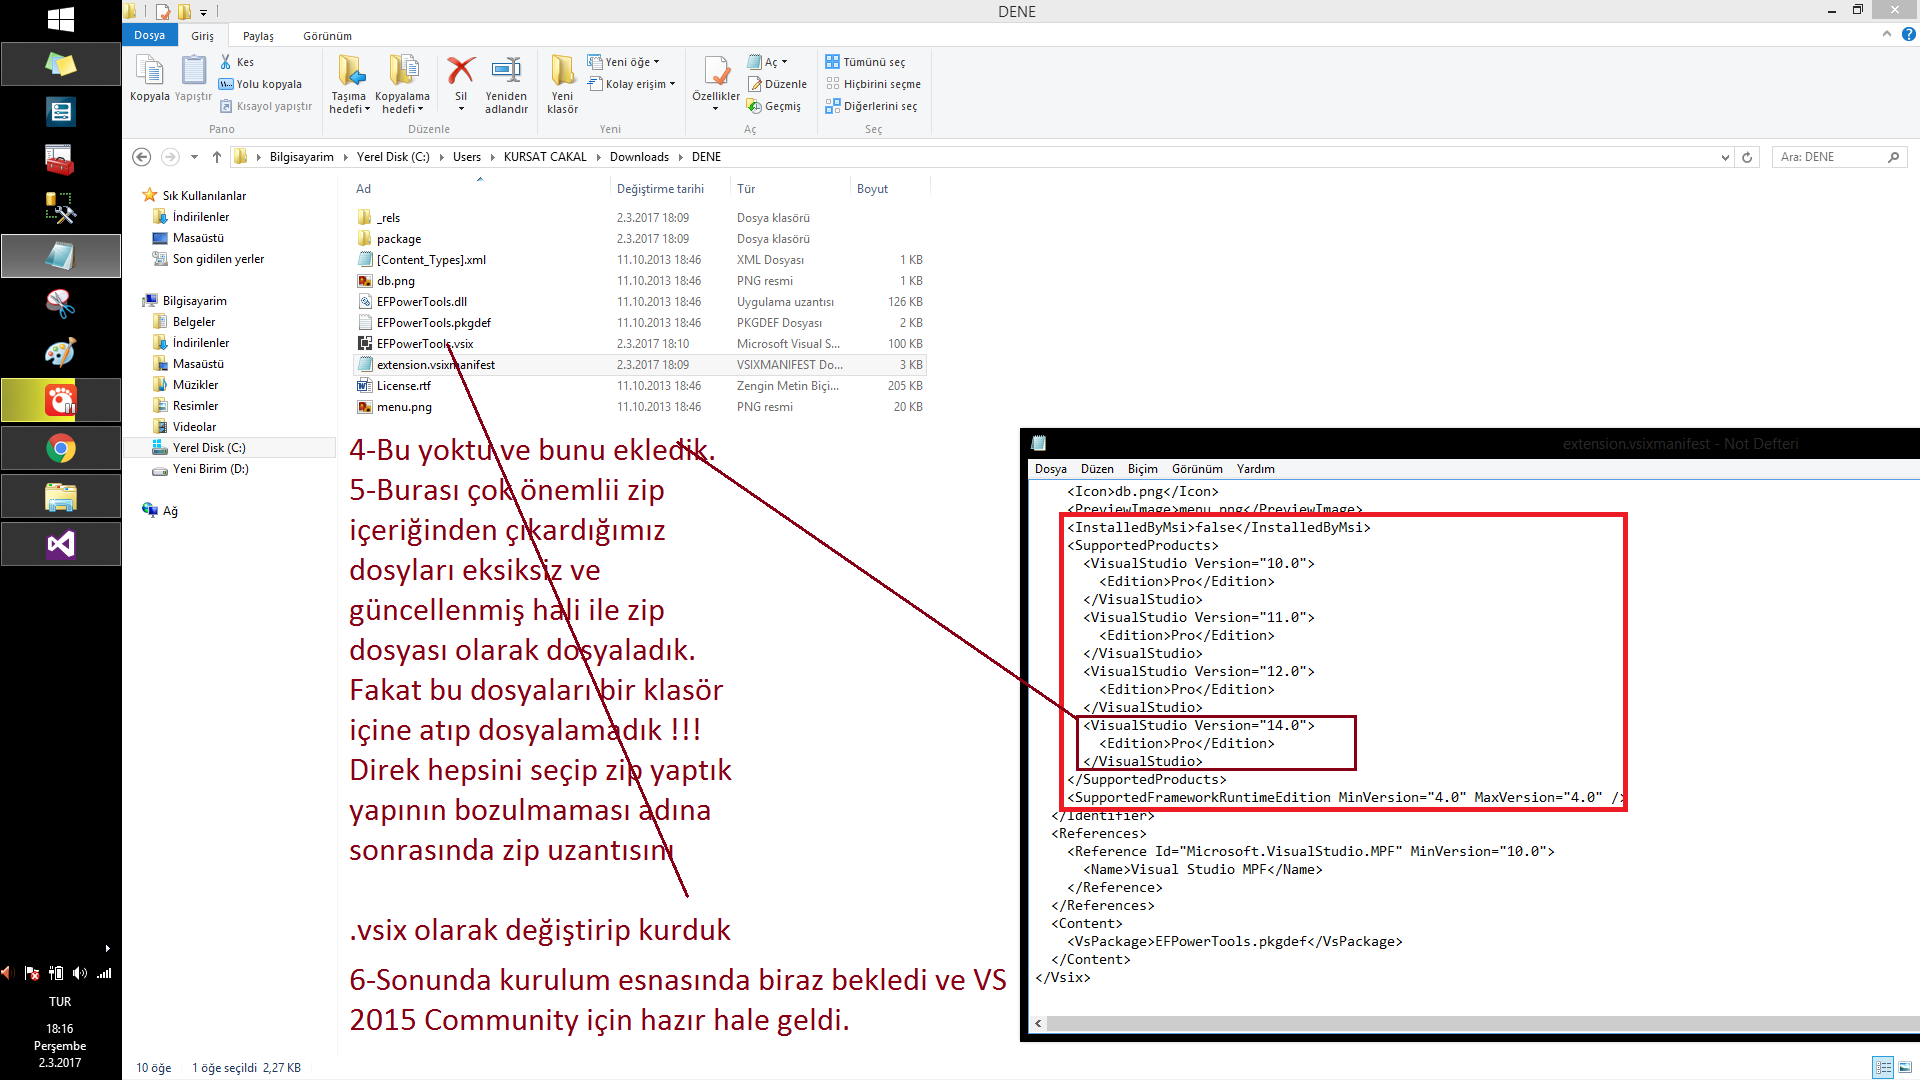 DENE
Dosya
Giriş
Paylaş
Görünüm
Kopyala
Yapıştır
Kes
Yolu kopyala
Kısayol yapıştır
Pano
Taşıma hedefi
Kopyalama hedefi
Sil
Yeniden adlandır
Düzenle
Yeni klasör
Yeni öğe
Kolay erişim
Yeni
Özellikler
Aç
Düzenle
Geçmiş
Aç
Tümünü seç
Hiçbirini seçme
Diğerlerini seç
Seç
Bilgisayarim
Yerel Disk (C:)
Users
KURSAT CAKAL
Downloads
DENE
Ara: DENE
Sık Kullanılanlar
İndirilenler
Masaüstü
Son gidilen yerler
Bilgisayarim
Belgeler
İndirilenler
Masaüstü
Müzikler
Resimler
Videolar
Yerel Disk (C:)
Yeni Birim (D:)
Ağ
Ad Değiştirme tarihi Tür Boyut
_rels 2.3.2017 18:09 Dosya klasörü
package 2.3.2017 18:09 Dosya klasörü
[Content_Types].xml 11.10.2013 18:46 XML Dosyası 1 KB
db.png 11.10.2013 18:46 PNG resmi 1 KB
EFPowerTools.dll 11.10.2013 18:46 Uygulama uzantısı 126 KB
EFPowerTools.pkgdef 11.10.2013 18:46 PKGDEF Dosyası 2 KB
EFPowerTools.vsix 2.3.2017 18:10 Microsoft Visual S... 100 KB
extension.vsixmanifest 2.3.2017 18:09 VSIXMANIFEST Do... 3 KB
License.rtf 11.10.2013 18:46 Zengin Metin Biçi... 205 KB
menu.png 11.10.2013 18:46 PNG resmi 20 KB
4-Bu yoktu ve bunu ekledik.
5-Burası çok önemlii zip
içeriğinden çıkardığımız
dosyları eksiksiz ve
güncellenmiş hali ile zip
dosyası olarak dosyaladık.
Fakat bu dosyaları bir klasör
içine atıp dosyalamadık !!!
Direk hepsini seçip zip yaptık
yapının bozulmaması adına
sonrasında zip uzantısını
.vsix olarak değiştirip kurduk
6-Sonunda kurulum esnasında biraz bekledi ve VS
2015 Community için hazır hale geldi.
extension.vsixmanifest - Not Defteri
Dosya Düzen Biçim Görünüm Yardım
<Icon>db.png</Icon>
<PreviewImage>menu.png</PreviewImage>
<InstalledByMsi>false</InstalledByMsi>
<SupportedProducts>
<VisualStudio Version="10.0">
<Edition>Pro</Edition>
</VisualStudio>
<VisualStudio Version="11.0">
<Edition>Pro</Edition>
</VisualStudio>
<VisualStudio Version="12.0">
<Edition>Pro</Edition>
</VisualStudio>
<VisualStudio Version="14.0">
<Edition>Pro</Edition>
</VisualStudio>
</SupportedProducts>
<SupportedFrameworkRuntimeEdition MinVersion="4.0" MaxVersion="4.0" />
</Identifier>
<References>
<Reference Id="Microsoft.VisualStudio.MPF" MinVersion="10.0">
<Name>Visual Studio MPF</Name>
</Reference>
</References>
<Content>
<VsPackage>EFPowerTools.pkgdef</VsPackage>
</Content>
</Vsix>
TUR
18:16
Perşembe
2.3.2017
10 öğe 1 öğe seçildi 2,27 KB